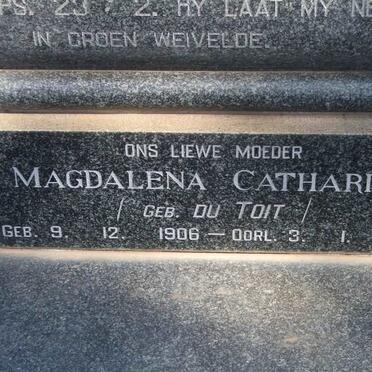 PS. 23 : 2. HY LAAT MY NE
IN GROEN WEIVELDE.
ONS LIEWE MOEDER
MAGDALENA CATHARI
/ GEB. DU TOIT /
GEB. 9. 12. 1906 — OORL. 3. 1.